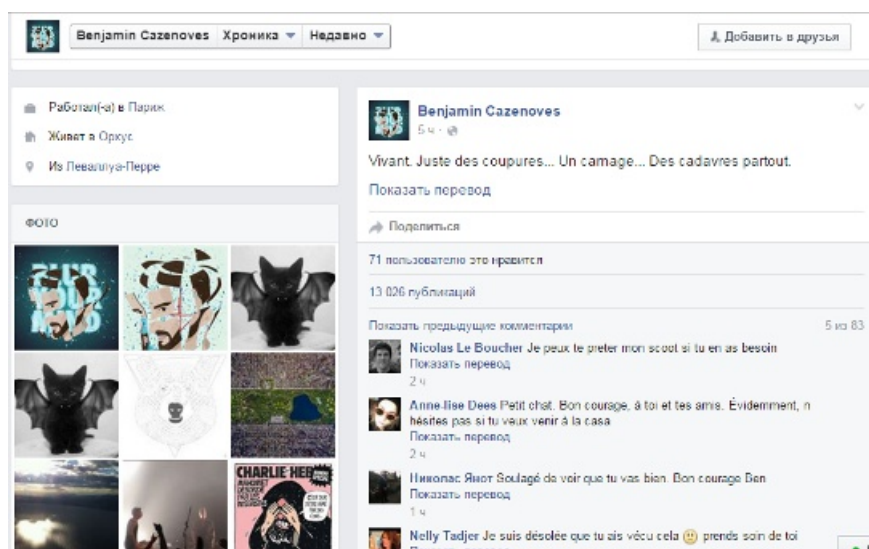 Benjamin Cazenoves Хроника Недавно
Добавить в друзья
Работал(-а) в Париж
Живет в Оркус
Из Леваллуа-Перре
ФОТО
BLUR
YOUR
MIND
CHARLIE HEB
Benjamin Cazenoves
5 ч
Vivant. Juste des coupures... Un carnage... Des cadavres partout.
Показать перевод
Поделиться
71 пользователю это нравится
13 026 публикаций
Показать предыдущие комментарии 5 из 83
Nicolas Le Boucher Je peux te preter mon scoot si tu en as besoin
Показать перевод
2 ч
Anne-lise Dees Petit chat. Bon courage, à toi et tes amis. Évidemment, n
hésites pas si tu veux venir à la casa
Показать перевод
2 ч
Николас Янот Soulagé de voir que tu vas bien. Bon courage Ben
Показать перевод
1 ч
Nelly Tadjer Je suis désolée que tu ais vécu cela prends soin de toi